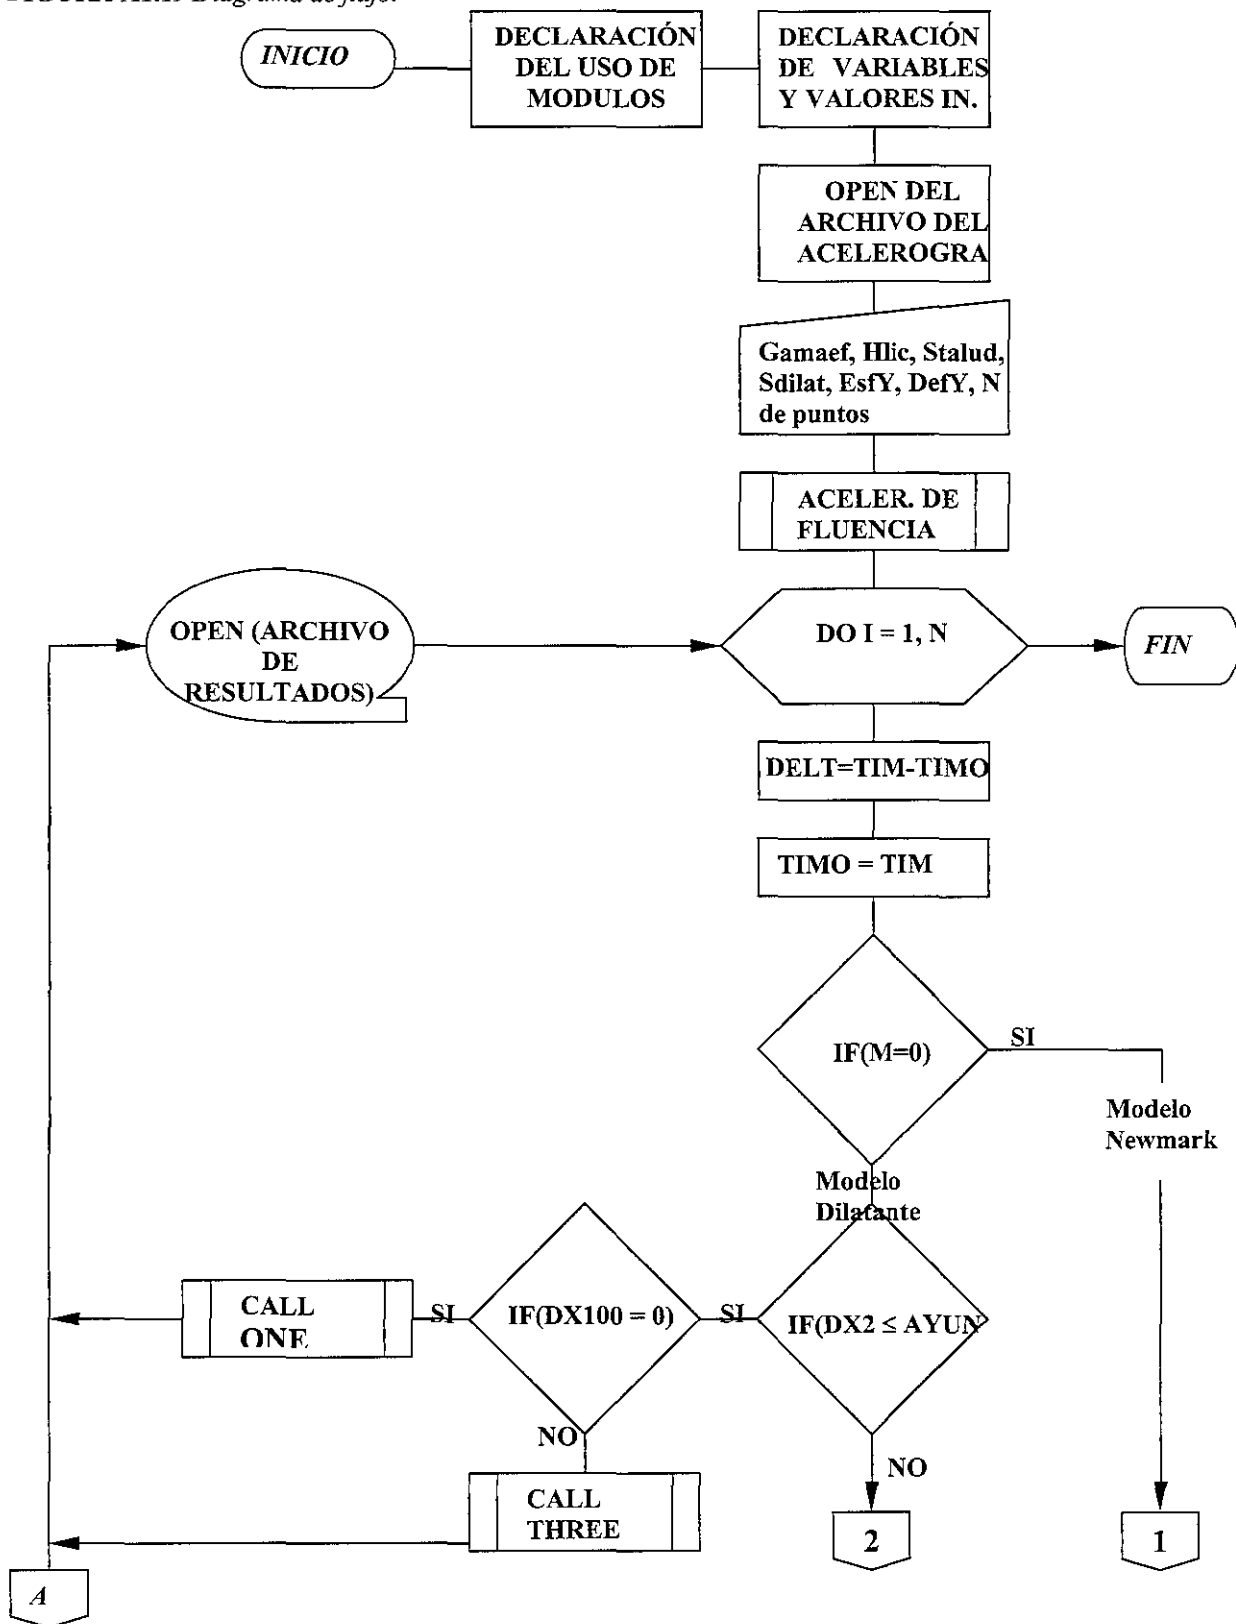 Diagrama de flujo.
INICIO
DECLARACIÓN
DEL USO DE
MODULOS
DECLARACIÓN
DE VARIABLES
Y VALORES IN.
OPEN DEL
ARCHIVO DEL
ACELEROGRA
Gamaef, Hlic, Stalud,
Sdilat, EsfY, DefY, N
de puntos
ACELER. DE
FLUENCIA
OPEN (ARCHIVO
DE
RESULTADOS)
DO I = 1, N
FIN
DELT=TIM-TIMO
TIMO = TIM
IF(M=0)
SI
Modelo
Newmark
Modelo
Dilatante
CALL
ONE
SI
IF(DX100 = 0)
SI
IF(DX2 ≤ AYUN
NO
NO
CALL
THREE
2
1
A